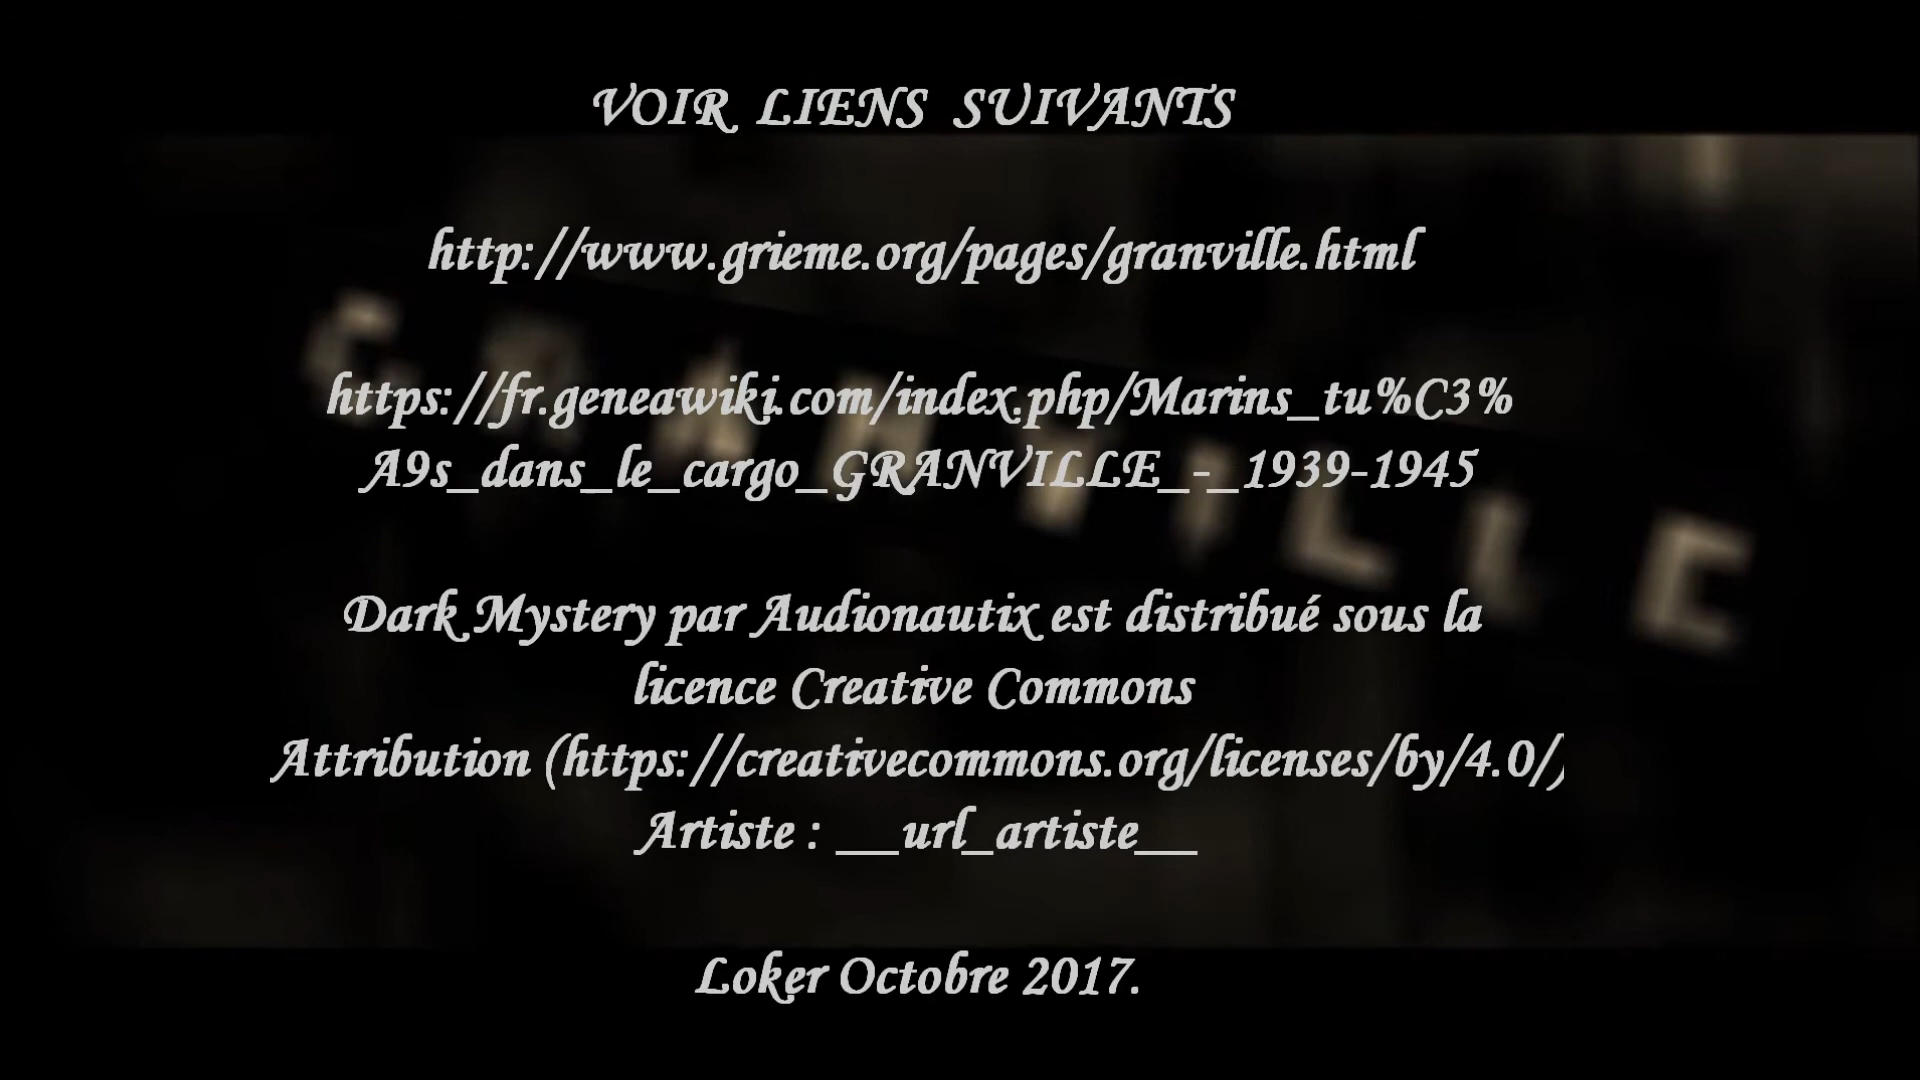 VOIR LIENS SUIVANTS
http://www.grieme.org/pages/granville.html
https://fr.geneawiki.com/index.php/Marins_tu%C3%
A9s_dans_le_cargo_GRANVILLE_-_1939-1945
Dark Mystery par Audionautix est distribué sous la
licence Creative Commons
Attribution (https://creativecommons.org/licenses/by/4.0/)
Artiste : __url_artiste__
Loker Octobre 2017.
GRANVILLE